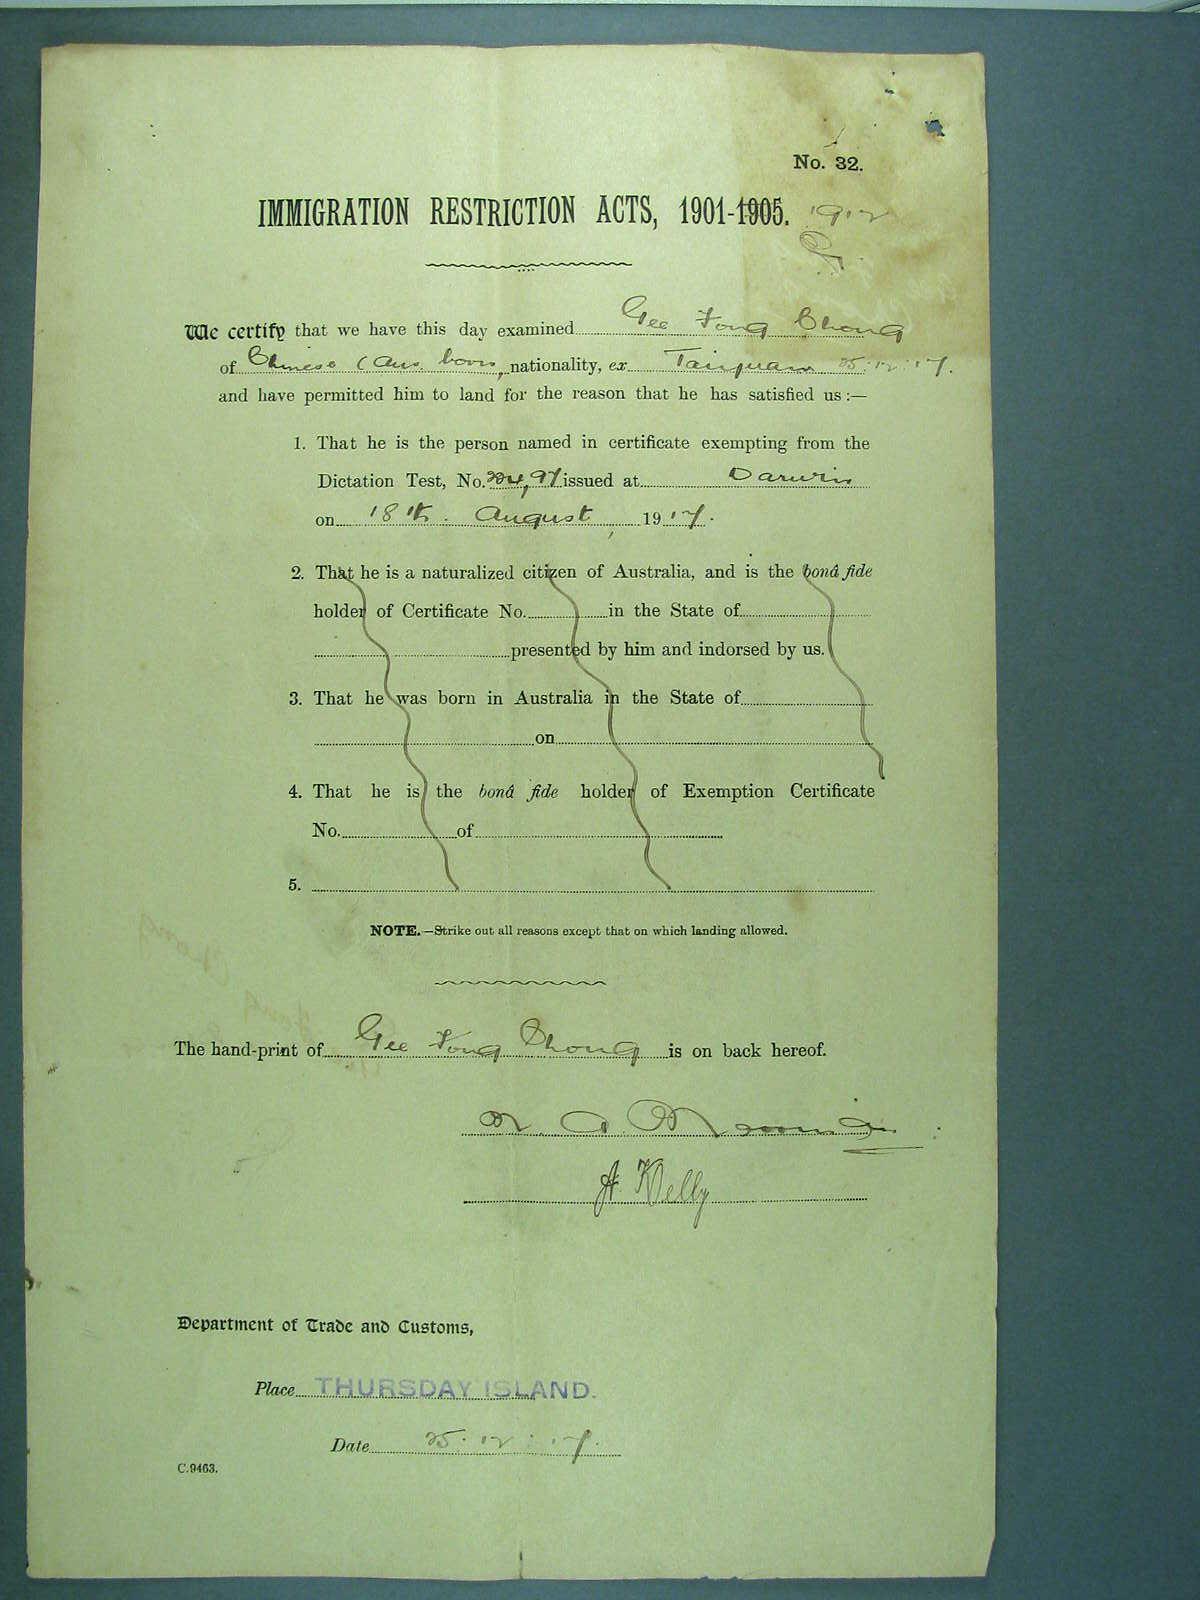 No. 32.
IMMIGRATION RESTRICTION ACTS, 1901-1905. 1912
We certify that we have this day examined Gee Fong Chong
of Chinese (Aus. born, nationality, ex Taiyuan 25.12.17.
and have permitted him to land for the reason that he has satisfied us:—
1. That he is the person named in certificate exempting from the
Dictation Test, No. 224/97 issued at Darwin
on 18th. August 1917.
2. That he is a naturalized citizen of Australia, and is the bonâ fide
holder of Certificate No. in the State of
presented by him and indorsed by us.
3. That he was born in Australia in the State of
on
4. That he is the bonâ fide holder of Exemption Certificate
No. of
5.
NOTE.—Strike out all reasons except that on which landing allowed.
The hand-print of Gee Fong Chong is on back hereof.
A. Kelly
Department of Trade and Customs,
Place THURSDAY ISLAND.
Date 25.12.17.
C.9463.